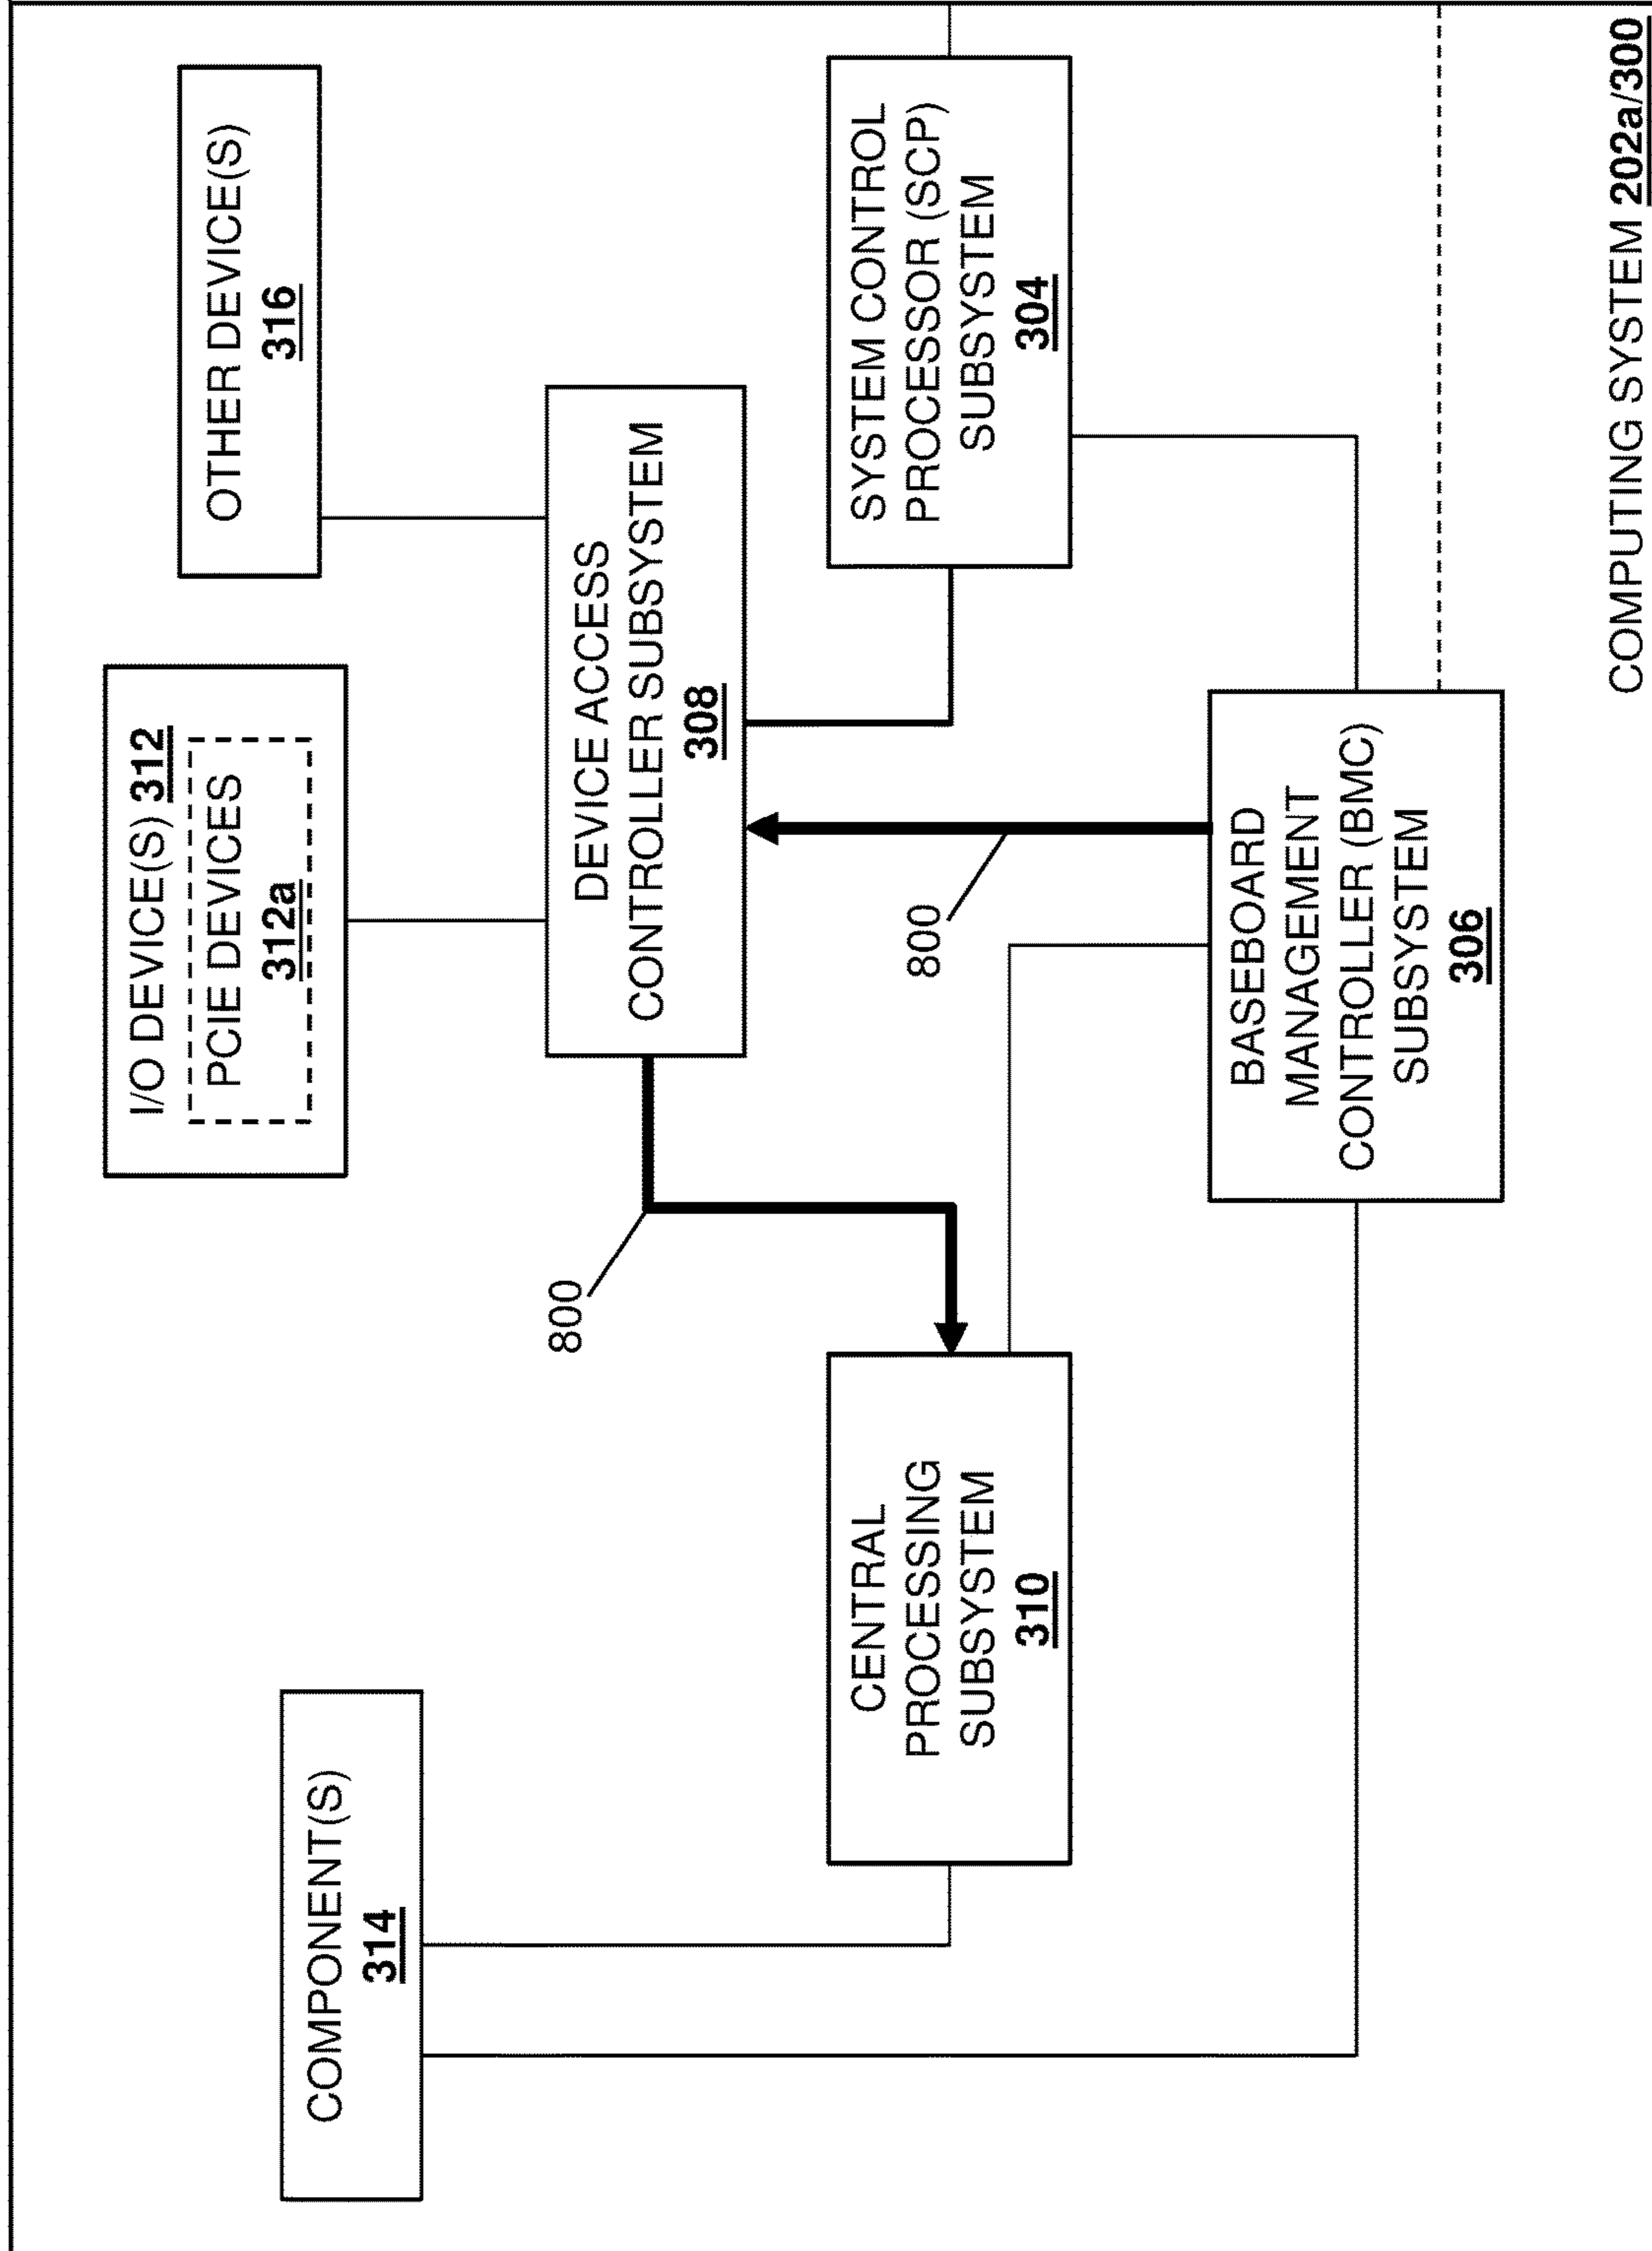 COMPONENT(S)
314
I/O DEVICE(S) 312
PCIE DEVICES
312a
OTHER DEVICE(S)
316
800
DEVICE ACCESS
CONTROLLER SUBSYSTEM
308
CENTRAL
PROCESSING
SUBSYSTEM
310
800
SYSTEM CONTROL
PROCESSOR (SCP)
SUBSYSTEM
304
BASEBOARD
MANAGEMENT
CONTROLLER (BMC)
SUBSYSTEM
306
COMPUTING SYSTEM 202a/300